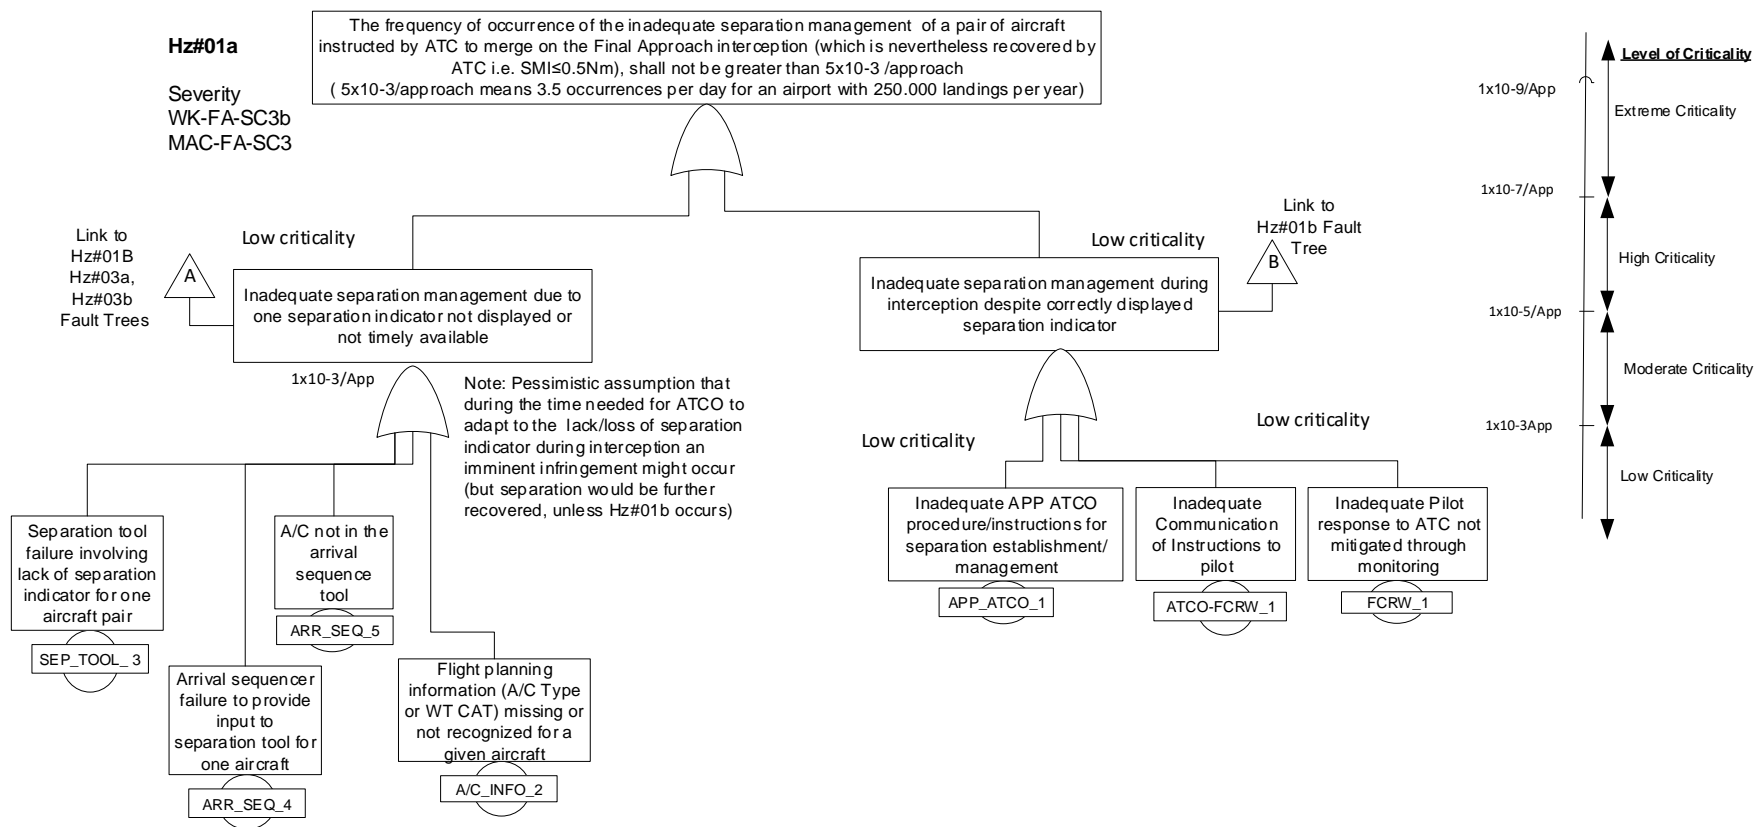 Hz#01a
Severity
WK-FA-SC3b
MAC-FA-SC3
The frequency of occurrence of the inadequate separation management of a pair of aircraft
instructed by ATC to merge on the Final Approach interception (which is nevertheless recovered by
ATC i.e. SMI≤0.5Nm), shall not be greater than 5x10-3 /approach
( 5x10-3/approach means 3.5 occurrences per day for an airport with 250.000 landings per year)
Level of Criticality
1x10-9/App
Extreme Criticality
1x10-7/App
High Criticality
1x10-5/App
Moderate Criticality
1x10-3App
Low Criticality
Link to
Hz#01B
Hz#03a,
Hz#03b
Fault Trees
A
Low criticality
Inadequate separation management due to
one separation indicator not displayed or
not timely available
1x10-3/App
Note: Pessimistic assumption that
during the time needed for ATCO to
adapt to the lack/loss of separation
indicator during interception an
imminent infringement might occur
(but separation would be further
recovered, unless Hz#01b occurs)
Low criticality
Link to
Hz#01b Fault
Tree
B
Inadequate separation management during
interception despite correctly displayed
separation indicator
Low criticality
Low criticality
Separation tool
failure involving
lack of separation
indicator for one
aircraft pair
SEP_TOOL_ 3
Arrival sequencer
failure to provide
input to
separation tool for
one aircraft
ARR_SEQ_4
A/C not in the
arrival
sequence
tool
ARR_SEQ_5
Flight planning
information (A/C Type
or WT CAT) missing or
not recognized for a
given aircraft
A/C_INFO_2
Inadequate APP ATCO
procedure/instructions for
separation establishment/
management
APP_ATCO_1
Inadequate
Communication
of Instructions to
pilot
ATCO-FCRW_1
Inadequate Pilot
response to ATC not
mitigated through
monitoring
FCRW_1